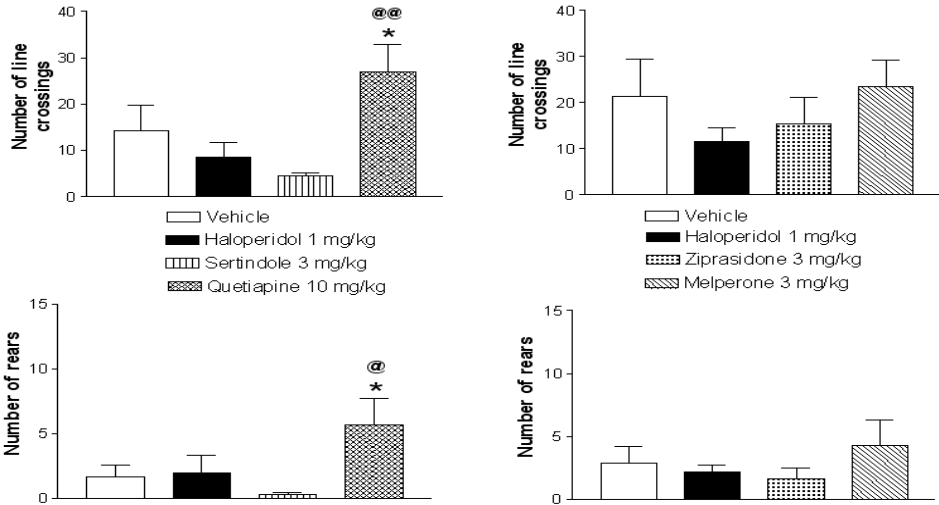 Number of line
crossings
40
30
20
10
0
@@
*
Vehicle
Haloperidol 1 mg/kg
Sertindole 3 mg/kg
Quetiapine 10 mg/kg
Number of line
crossings
40
30
20
10
0
Vehicle
Haloperidol 1 mg/kg
Ziprasidone 3 mg/kg
Melperone 3 mg/kg
Number of rears
15
10
5
0
@
*
Number of rears
15
10
5
0